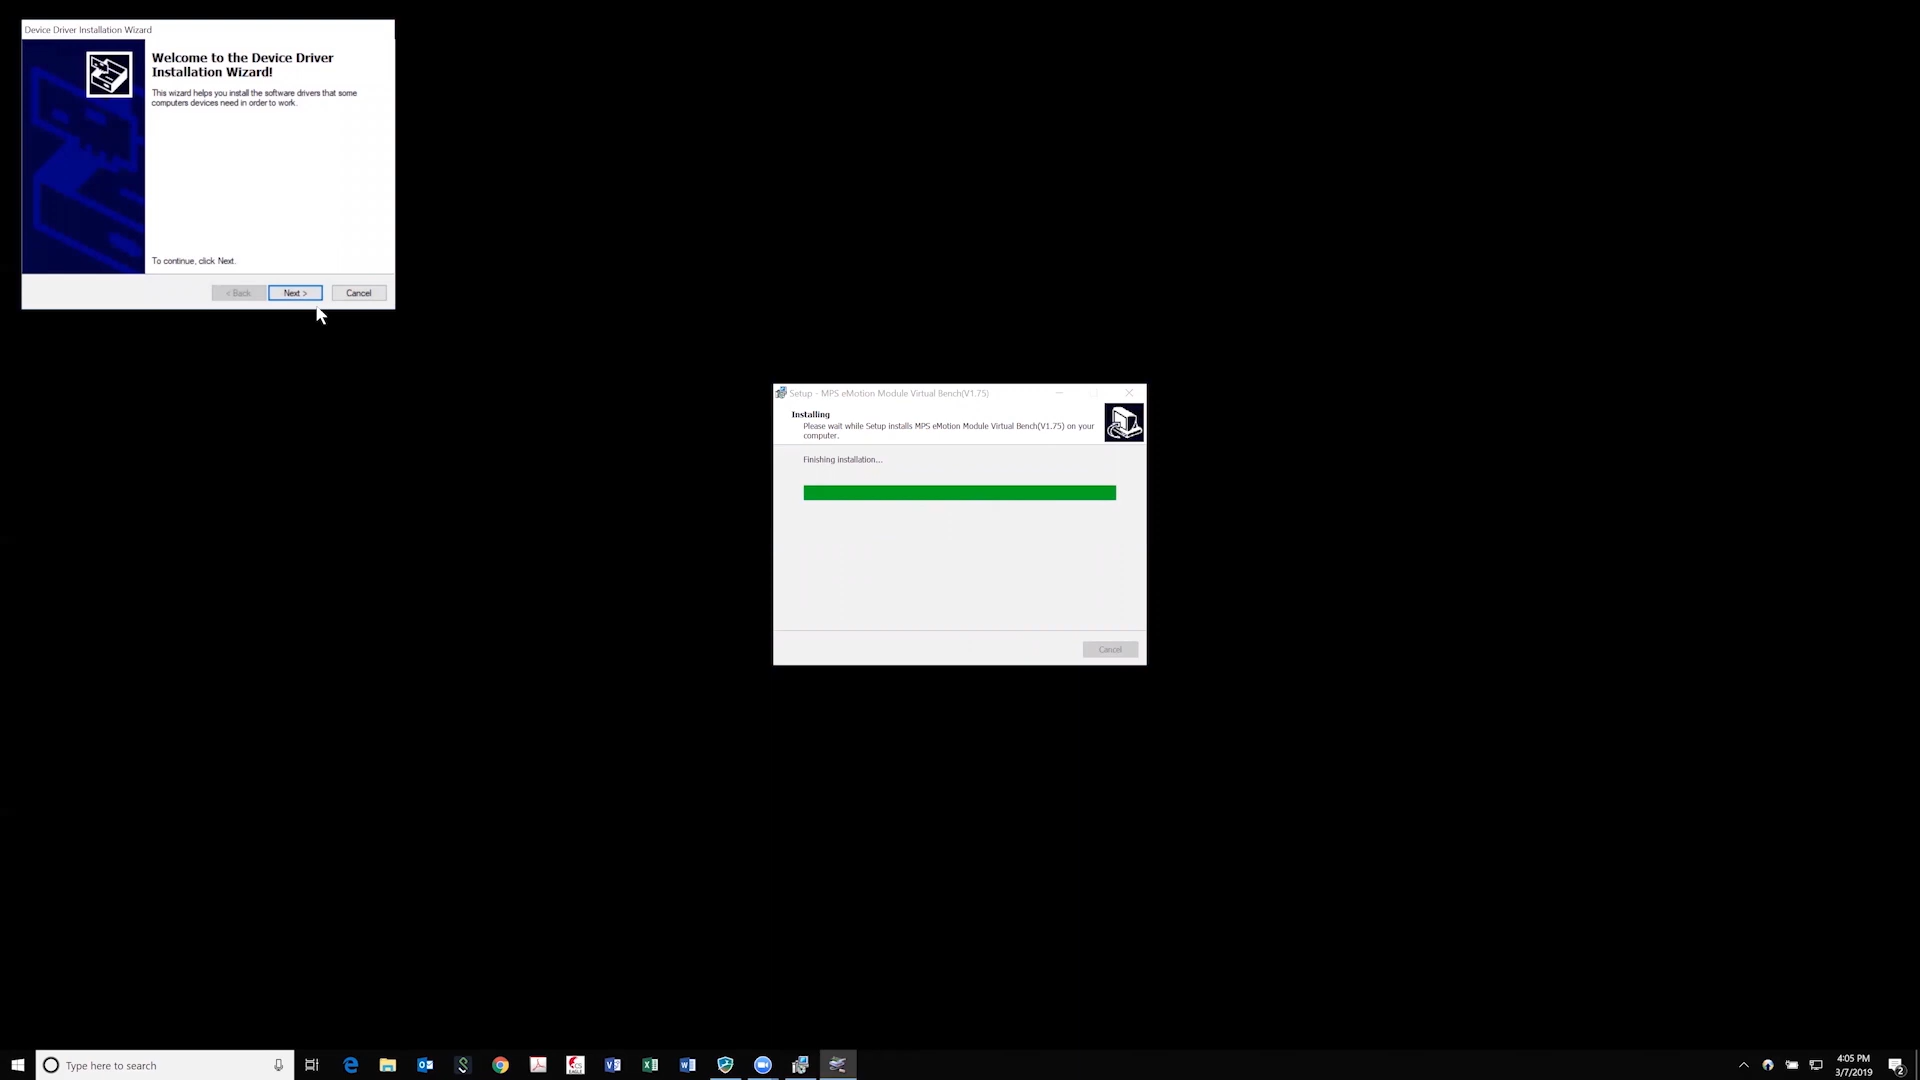 Device Driver Installation Wizard
Welcome to the Device Driver
Installation Wizard!
This wizard helps you install the software drivers that some
computers devices need in order to work.
To continue, click Next.
< Back
Next >
Cancel
Setup - MPS eMotion Module Virtual Bench(V1.75)
Installing
Please wait while Setup installs MPS eMotion Module Virtual Bench(V1.75) on your
computer.
Finishing installation...
Cancel
Type here to search
4:05 PM
3/7/2019
2